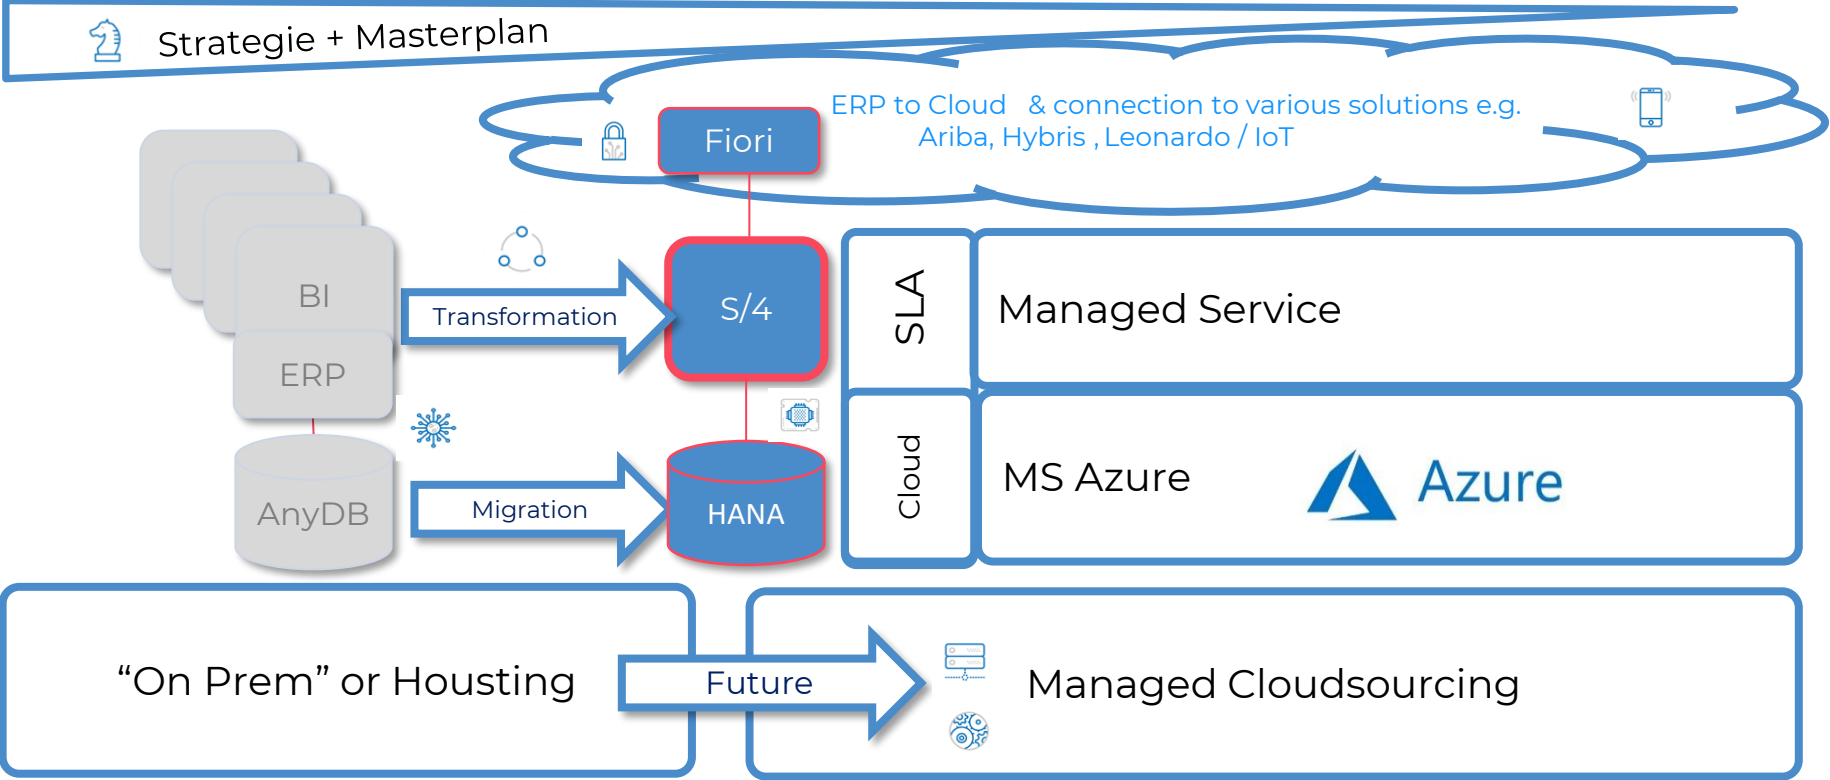 Strategie + Masterplan
ERP to Cloud & connection to various solutions e.g.
Ariba, Hybris , Leonardo / IoT
Fiori
BI
ERP
AnyDB
Transformation
Migration
S/4
HANA
SLA
Managed Service
Cloud
MS Azure
Azure
“On Prem” or Housting
Future
Managed Cloudsourcing